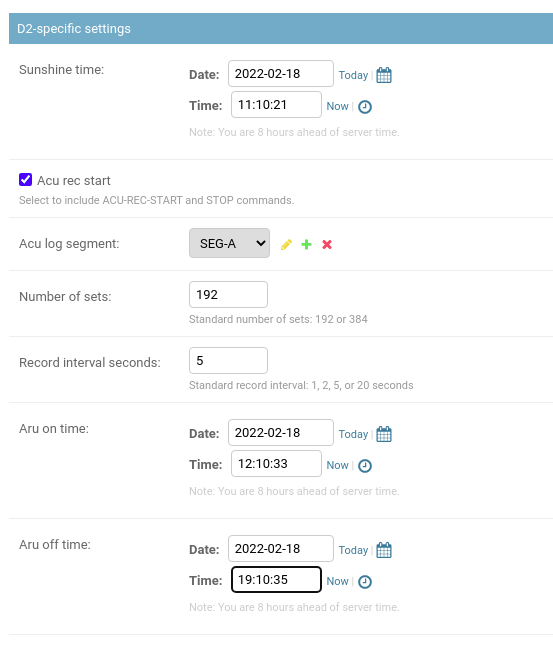 D2-specific settings
Sunshine time:
Date: 2022-02-18 Today |
Time: 11:10:21 Now |
Note: You are 8 hours ahead of server time.
Acu rec start
Select to include ACU-REC-START and STOP commands.
Acu log segment: SEG-A
Number of sets: 192
Standard number of sets: 192 or 384
Record interval seconds: 5
Standard record interval: 1, 2, 5, or 20 seconds
Aru on time:
Date: 2022-02-18 Today |
Time: 12:10:33 Now |
Note: You are 8 hours ahead of server time.
Aru off time:
Date: 2022-02-18 Today |
Time: 19:10:35 Now |
Note: You are 8 hours ahead of server time.